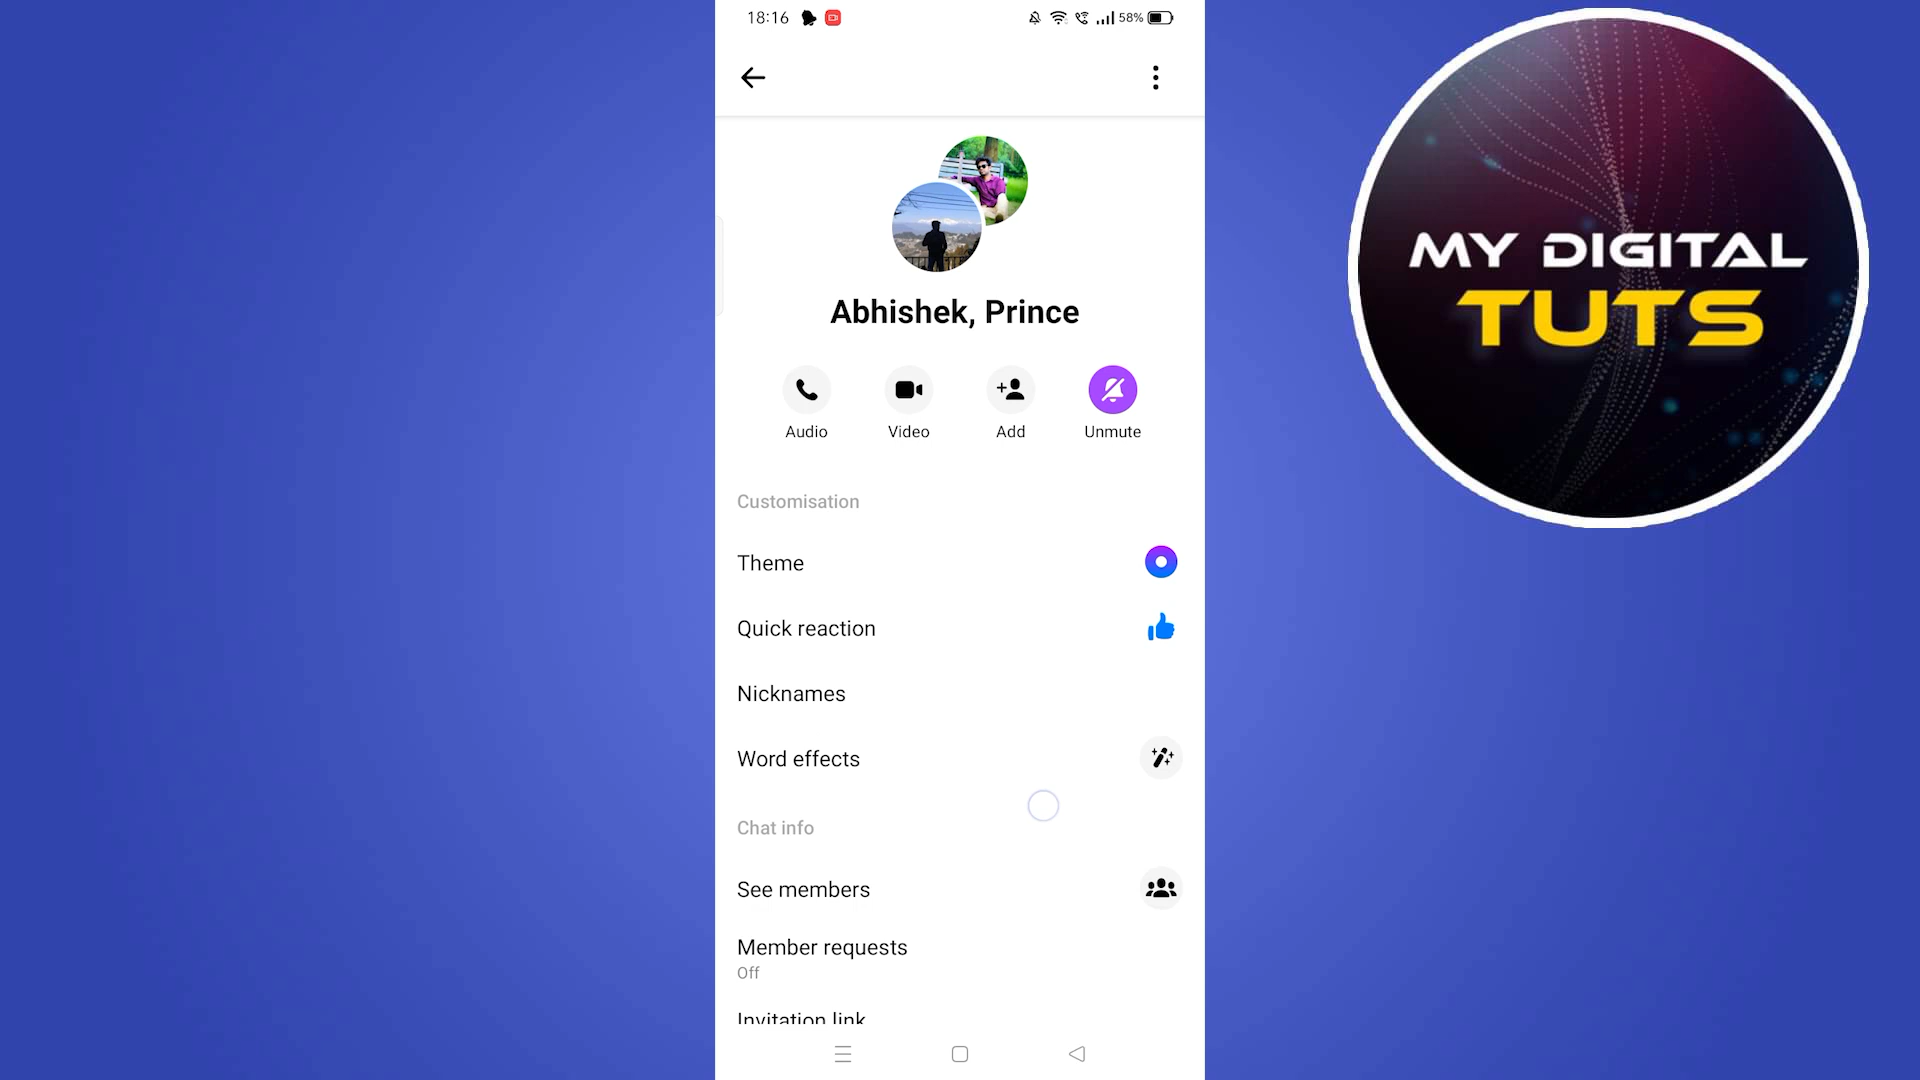 18:16
58%
MY DIGITAL
TUTS
Abhishek, Prince
Audio
Video
Add
Unmute
Customisation
Theme
Quick reaction
Nicknames
Word effects
Chat info
See members
Member requests
Off
Invitation link